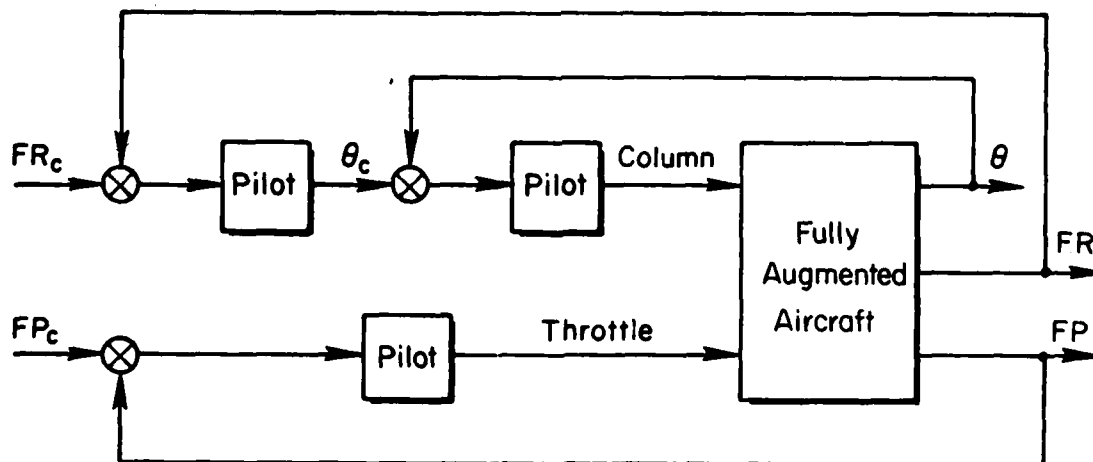 FRc
Pilot
θc
Pilot
Column
θ
Fully
Augmented
Aircraft
FR
FPc
Pilot
Throttle
FP